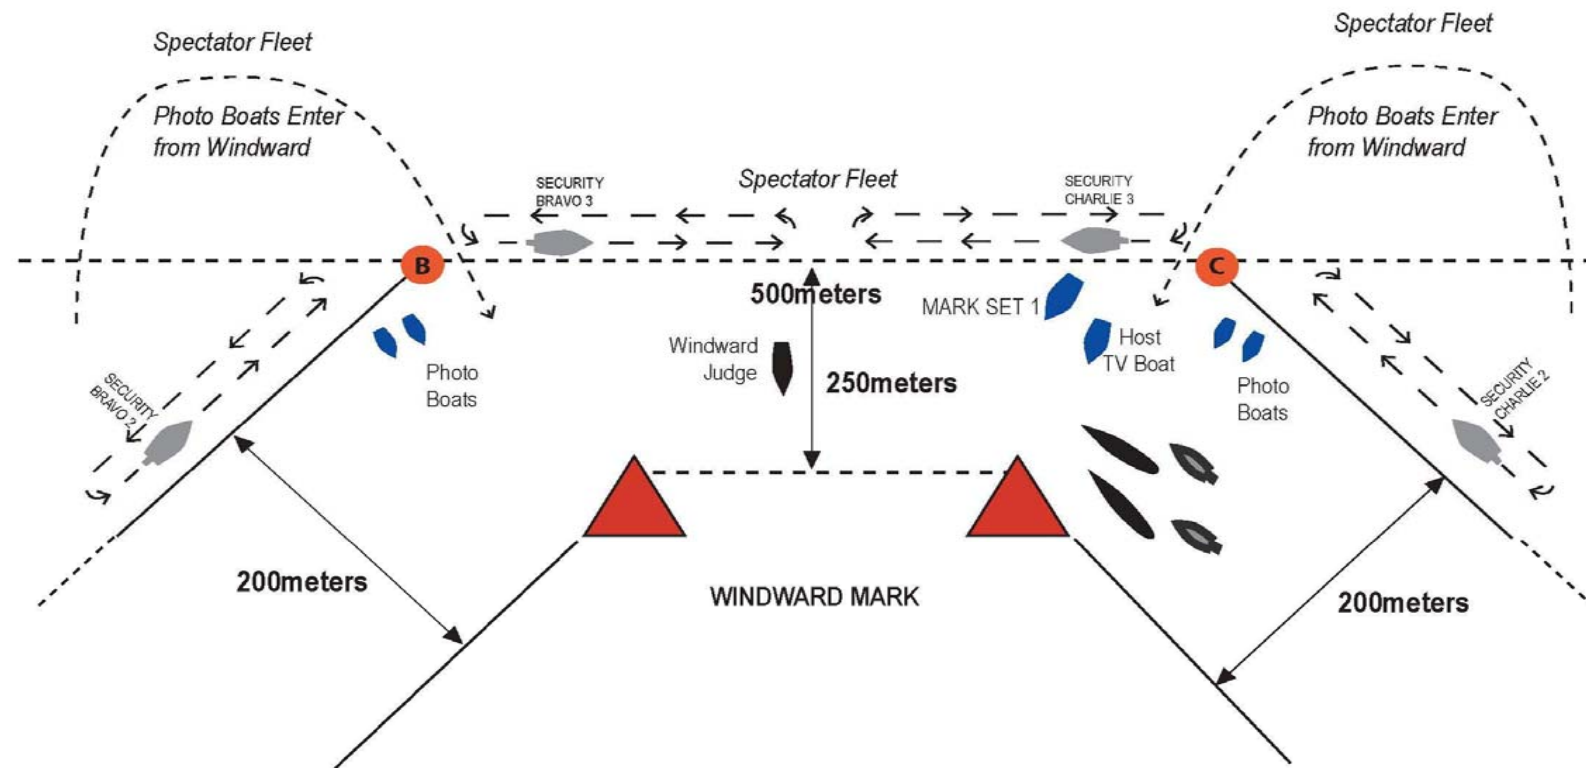 Spectator Fleet
Photo Boats Enter
from Windward
Spectator Fleet
Photo Boats Enter
from Windward
SECURITY
BRAVO 3
Spectator Fleet
SECURITY
CHARLIE 3
B
C
500meters
MARK SET 1
Windward
Judge
Host
TV Boat
250meters
Photo
Boats
Photo
Boats
SECURITY
BRAVO 2
SECURITY
CHARLIE 2
200meters
WINDWARD MARK
200meters